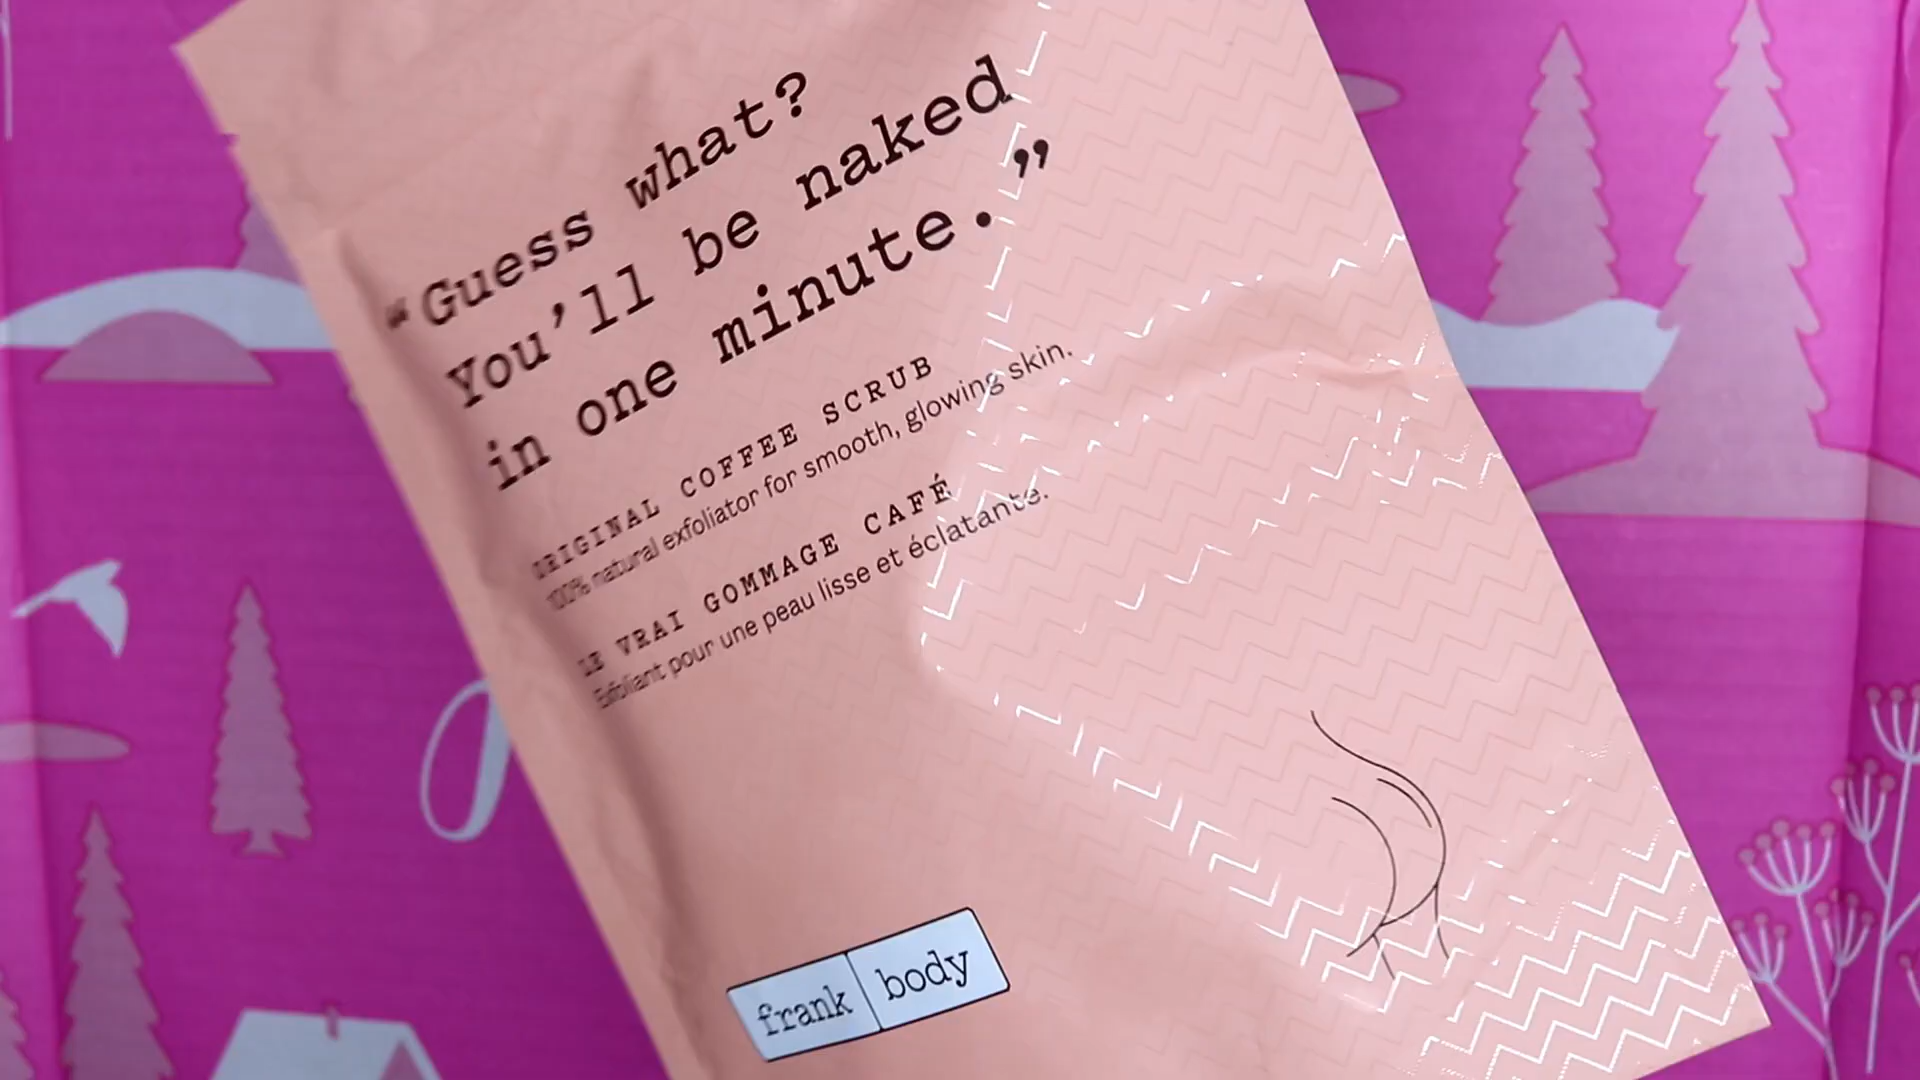 “Guess what?
You’ll be naked
in one minute.”
ORIGINAL COFFEE SCRUB
100% natural exfoliator for smooth, glowing skin.
LE VRAI GOMMAGE CAFÉ
Exfoliant pour une peau lisse et éclatante.
frank body